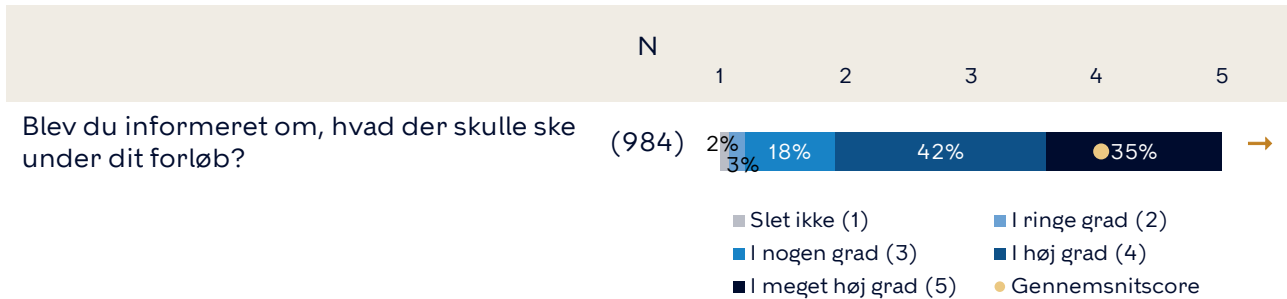 N
1 2 3 4 5
Blev du informeret om, hvad der skulle ske
under dit forløb?
(984) 2% 3% 18% 42% 35% →
Slet ikke (1) I ringe grad (2)
I nogen grad (3) I høj grad (4)
I meget høj grad (5) Gennemsnitscore